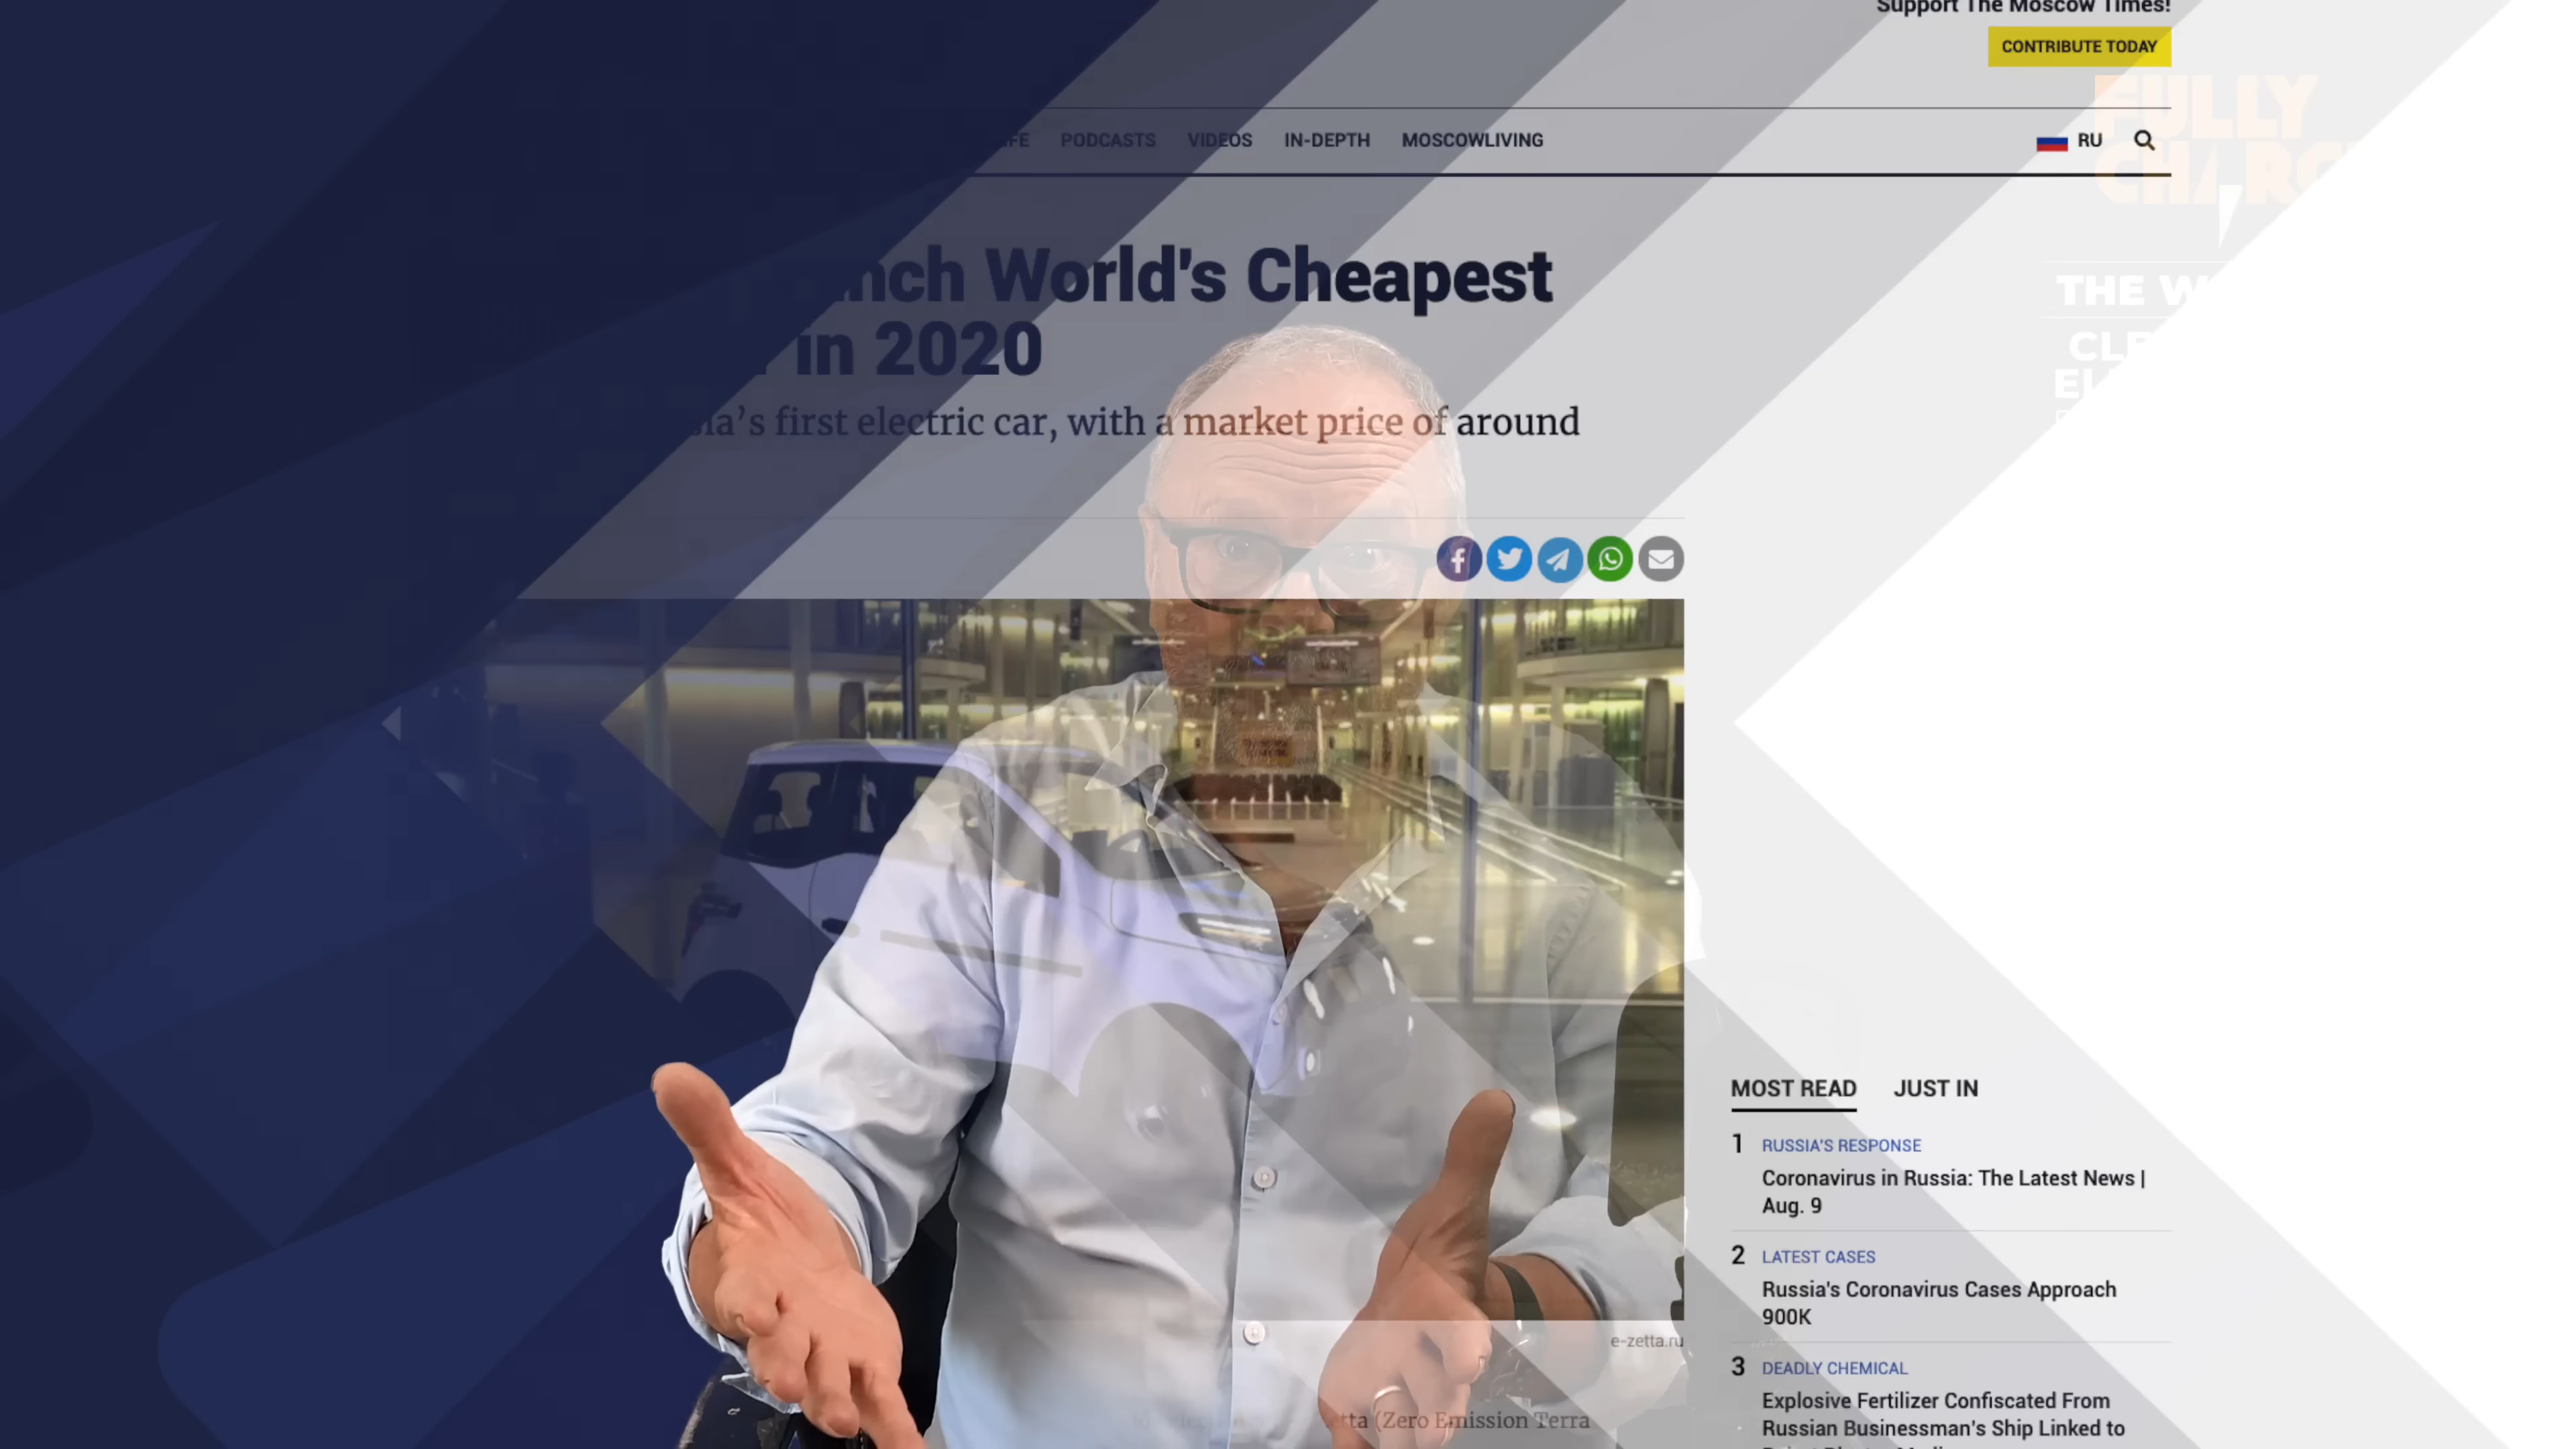 Support The Moscow Times!
CONTRIBUTE TODAY
FULLY
PODCASTS VIDEOS IN-DEPTH MOSCOWLIVING
RU
World's Cheapest
in 2020
first electric car, with a market price of around
MOST READ JUST IN
1 RUSSIA'S RESPONSE
Coronavirus in Russia: The Latest News |
Aug. 9
2 LATEST CASES
Russia's Coronavirus Cases Approach
900K
e-zetta.ru
3 DEADLY CHEMICAL
Explosive Fertilizer Confiscated From
Russian Businessman's Ship Linked to
(Zero Emission Terra
THE